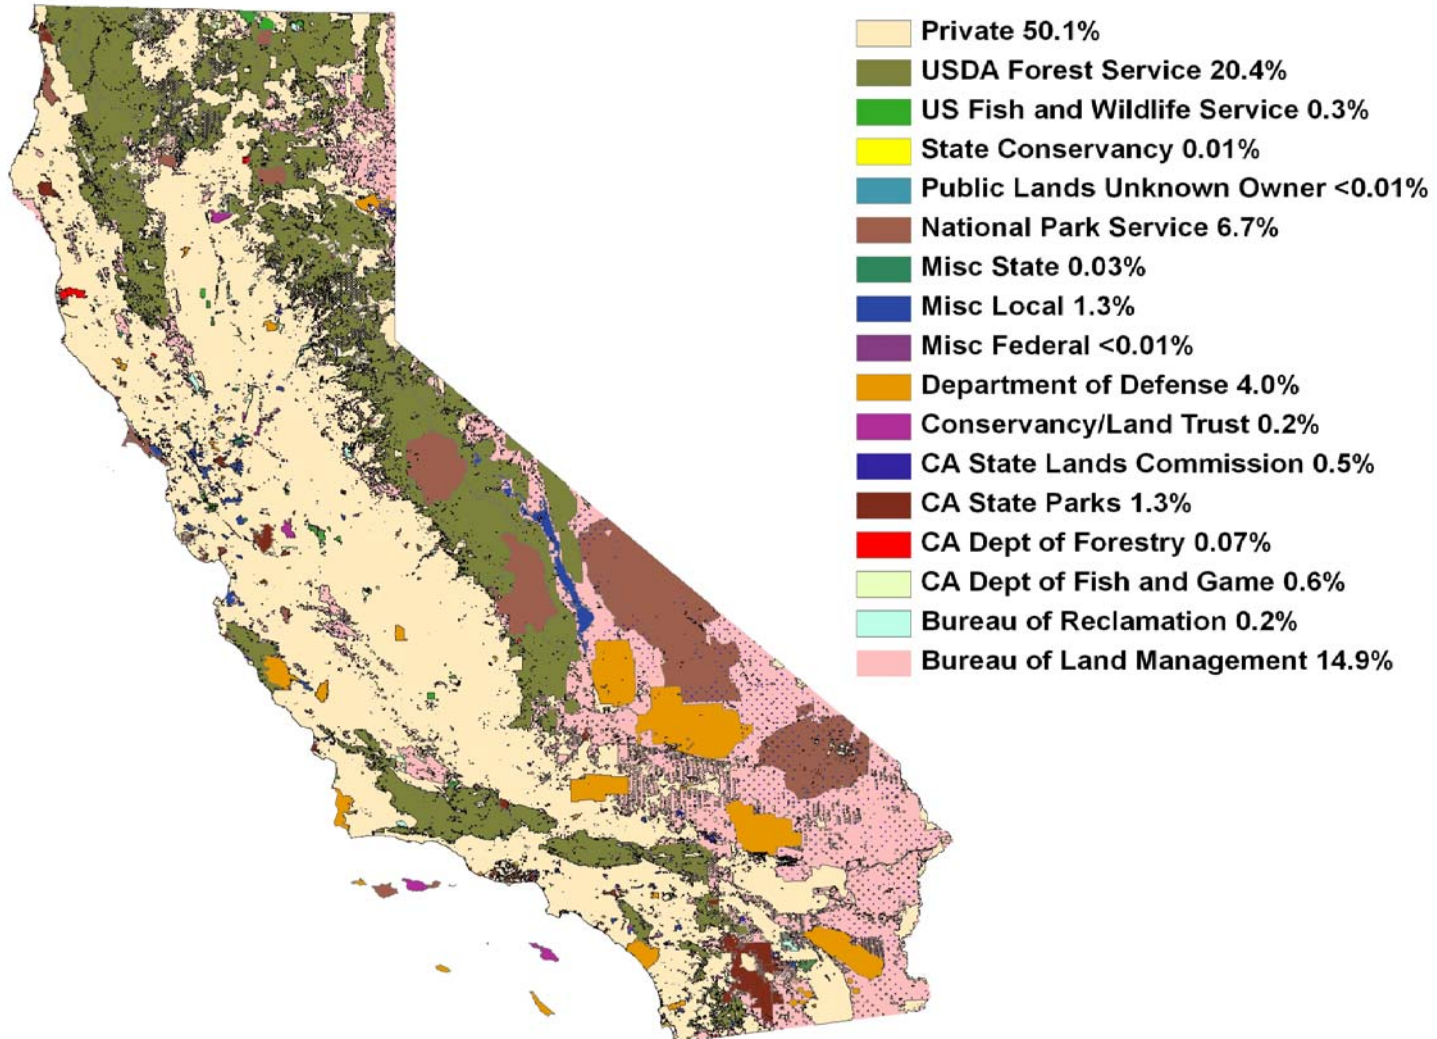 Private 50.1%
USDA Forest Service 20.4%
US Fish and Wildlife Service 0.3%
State Conservancy 0.01%
Public Lands Unknown Owner <0.01%
National Park Service 6.7%
Misc State 0.03%
Misc Local 1.3%
Misc Federal <0.01%
Department of Defense 4.0%
Conservancy/Land Trust 0.2%
CA State Lands Commission 0.5%
CA State Parks 1.3%
CA Dept of Forestry 0.07%
CA Dept of Fish and Game 0.6%
Bureau of Reclamation 0.2%
Bureau of Land Management 14.9%